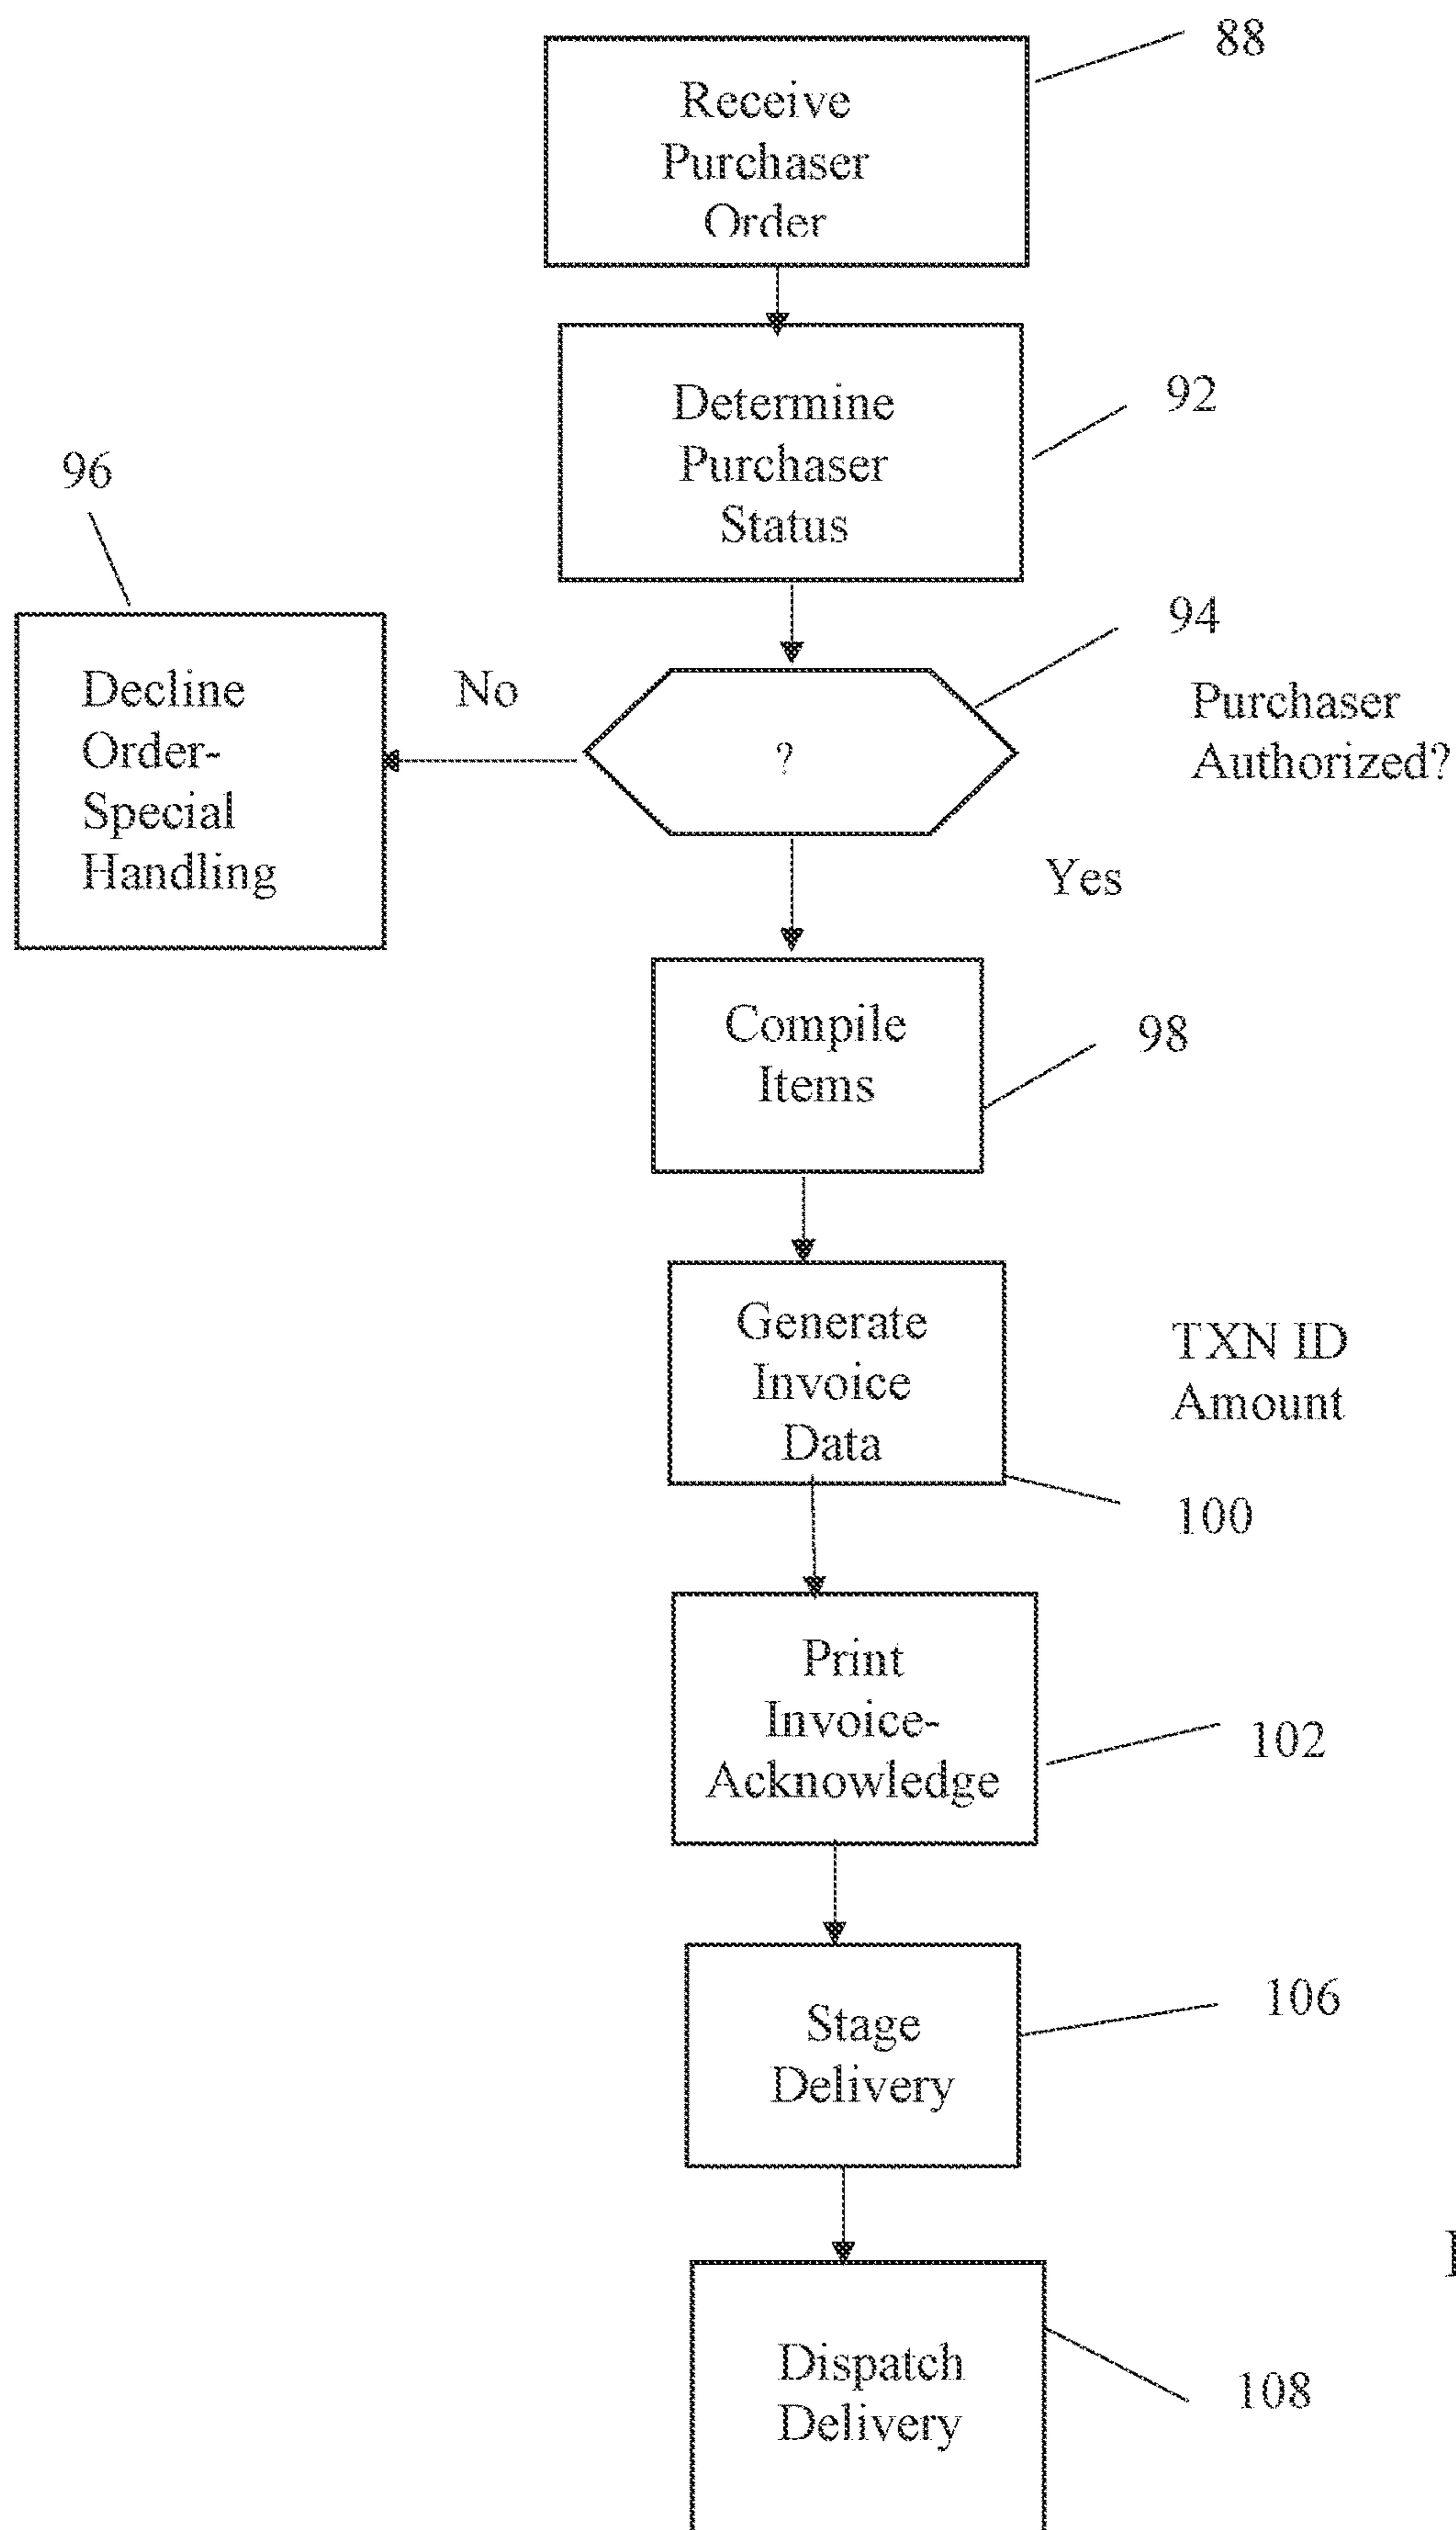 88
Receive
Purchaser
Order
92
Determine
Purchaser
Status
96
94
Purchaser
Authorized?
?
No
Decline
Order-
Special
Handling
Yes
98
Compile
Items
Generate
Invoice
Data
TXN ID
Amount
100
Print
Invoice-
Acknowledge
102
106
Stage
Delivery
Dispatch
Delivery
108